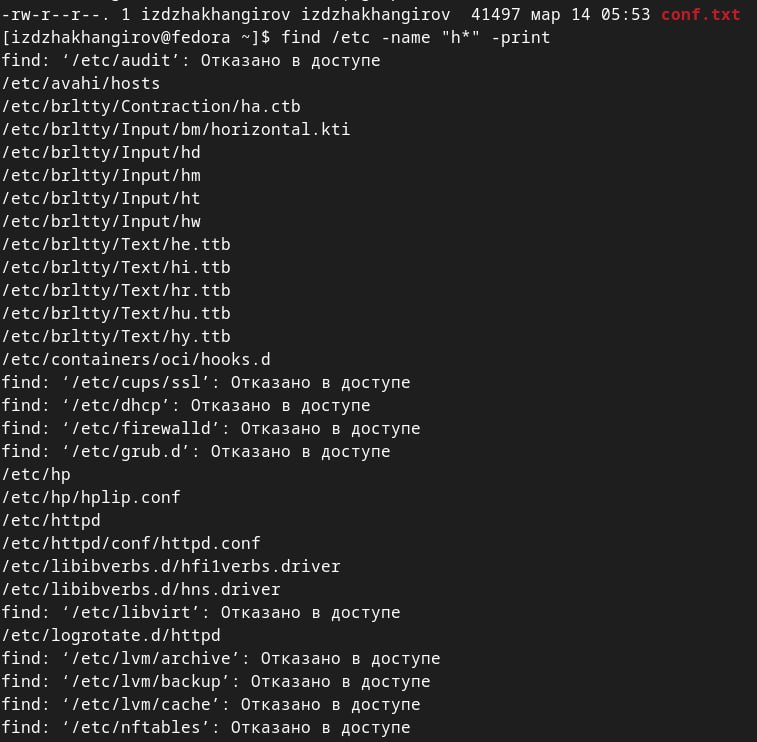 -rw-r--r--. 1 izdzhakhangirov izdzhakhangirov  41497 мар 14 05:53 conf.txt
[izdzhakhangirov@fedora ~]$ find /etc -name "h*" -print
find: ‘/etc/audit’: Отказано в доступе
/etc/avahi/hosts
/etc/brltty/Contraction/ha.ctb
/etc/brltty/Input/bm/horizontal.kti
/etc/brltty/Input/hd
/etc/brltty/Input/hm
/etc/brltty/Input/ht
/etc/brltty/Input/hw
/etc/brltty/Text/he.ttb
/etc/brltty/Text/hi.ttb
/etc/brltty/Text/hr.ttb
/etc/brltty/Text/hu.ttb
/etc/brltty/Text/hy.ttb
/etc/containers/oci/hooks.d
find: ‘/etc/cups/ssl’: Отказано в доступе
find: ‘/etc/dhcp’: Отказано в доступе
find: ‘/etc/firewalld’: Отказано в доступе
find: ‘/etc/grub.d’: Отказано в доступе
/etc/hp
/etc/hp/hplip.conf
/etc/httpd
/etc/httpd/conf/httpd.conf
/etc/libibverbs.d/hfi1verbs.driver
/etc/libibverbs.d/hns.driver
find: ‘/etc/libvirt’: Отказано в доступе
/etc/logrotate.d/httpd
find: ‘/etc/lvm/archive’: Отказано в доступе
find: ‘/etc/lvm/backup’: Отказано в доступе
find: ‘/etc/lvm/cache’: Отказано в доступе
find: ‘/etc/nftables’: Отказано в доступе